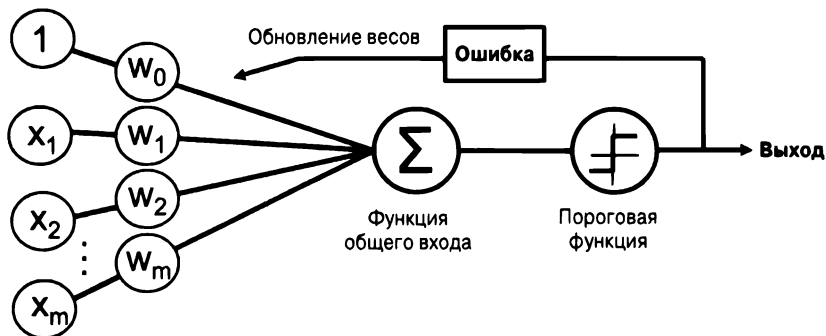 1
w₀
Обновление весов
Ошибка
x₁
w₁
Σ
Выход
x₂
w₂
Функция
общего входа
Пороговая
функция
xₘ
wₘ